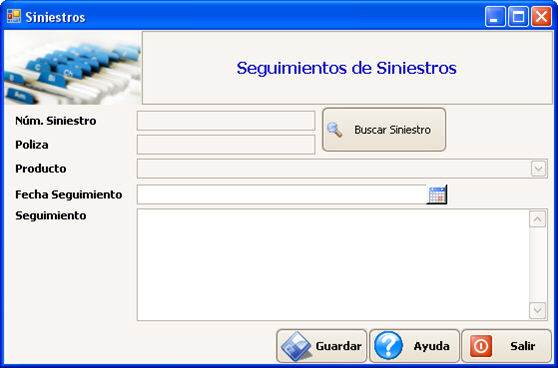 Siniestros
Seguimientos de Siniestros
Núm. Siniestro
Buscar Siniestro
Poliza
Producto
Fecha Seguimiento
Seguimiento
Guardar
Ayuda
Salir